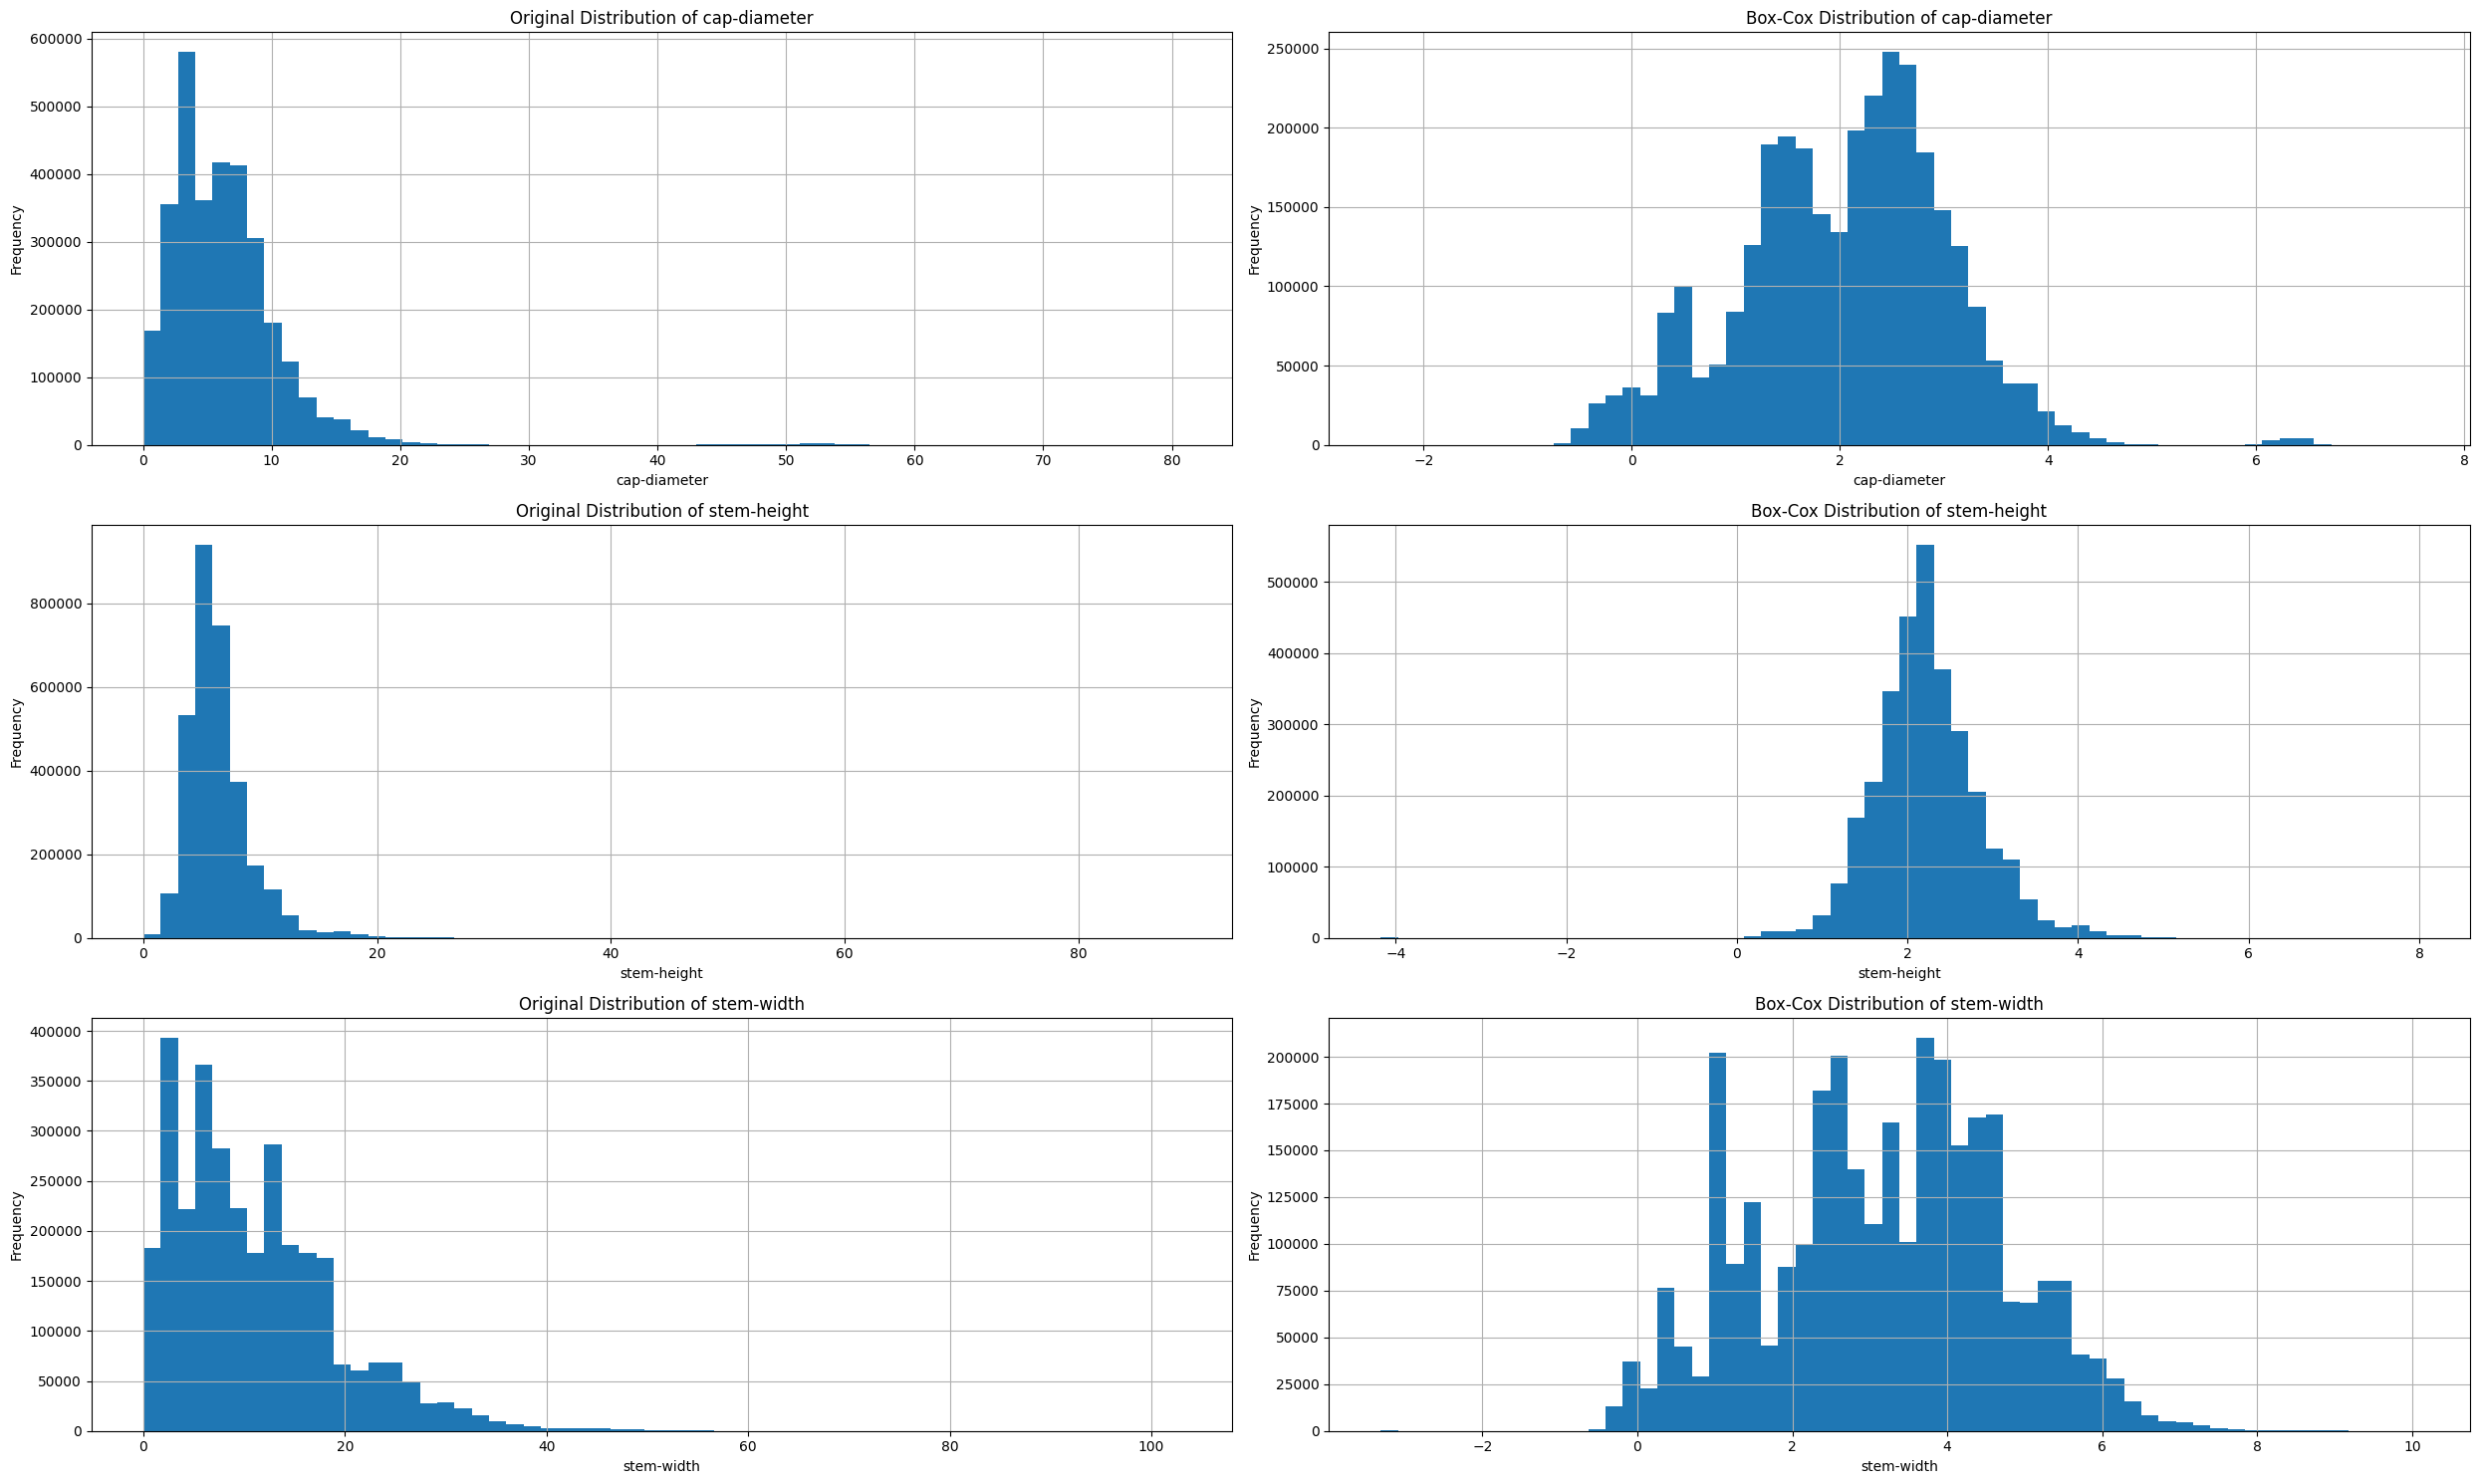 Original Distribution of cap-diameter
600000
500000
400000
300000
200000
100000
0
Frequency
0 10 20 30 40 50 60 70 80
cap-diameter
Box-Cox Distribution of cap-diameter
250000
200000
150000
100000
50000
0
Frequency
−2 0 2 4 6 8
cap-diameter
Original Distribution of stem-height
800000
600000
400000
200000
0
Frequency
0 20 40 60 80
stem-height
Box-Cox Distribution of stem-height
500000
400000
300000
200000
100000
0
Frequency
−4 −2 0 2 4 6 8
stem-height
Original Distribution of stem-width
400000
350000
300000
250000
200000
150000
100000
50000
0
Frequency
0 20 40 60 80 100
stem-width
Box-Cox Distribution of stem-width
200000
175000
150000
125000
100000
75000
50000
25000
0
Frequency
−2 0 2 4 6 8 10
stem-width